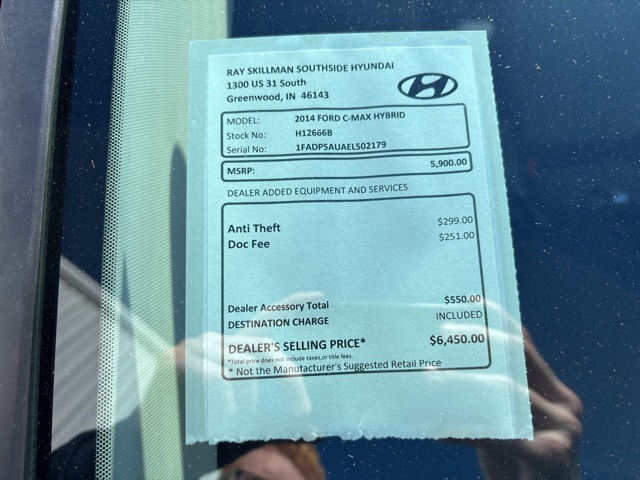 RAY SKILLMAN SOUTHSIDE HYUNDAI
1300 US 31 South
Greenwood, IN 46143
MODEL: 2014 FORD C-MAX HYBRID
Stock No: H12666B
Serial No: 1FADP5AUAEL502179
MSRP: 5,900.00
DEALER ADDED EQUIPMENT AND SERVICES
Anti Theft $299.00
Doc Fee $251.00
Dealer Accessory Total $550.00
DESTINATION CHARGE INCLUDED
DEALER'S SELLING PRICE* $6,450.00
*Total price does not include taxes,or title fees.
* Not the Manufacturer's Suggested Retail Price